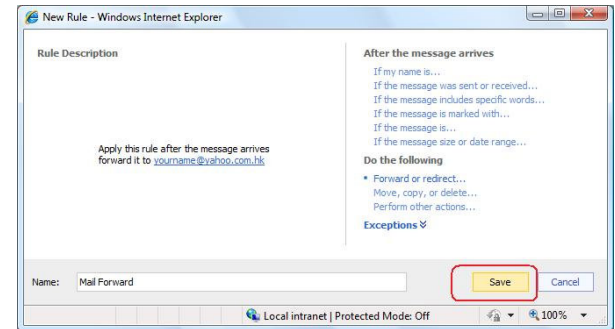 New Rule - Windows Internet Explorer
Rule Description
Apply this rule after the message arrives
forward it to yourname@yahoo.com.hk
After the message arrives
If my name is...
If the message was sent or received...
If the message includes specific words...
If the message is marked with...
If the message is...
If the message size or date range...
Do the following
• Forward or redirect...
Move, copy, or delete...
Perform other actions...
Exceptions
Name: Mail Forward
Save
Cancel
Local intranet | Protected Mode: Off
100%